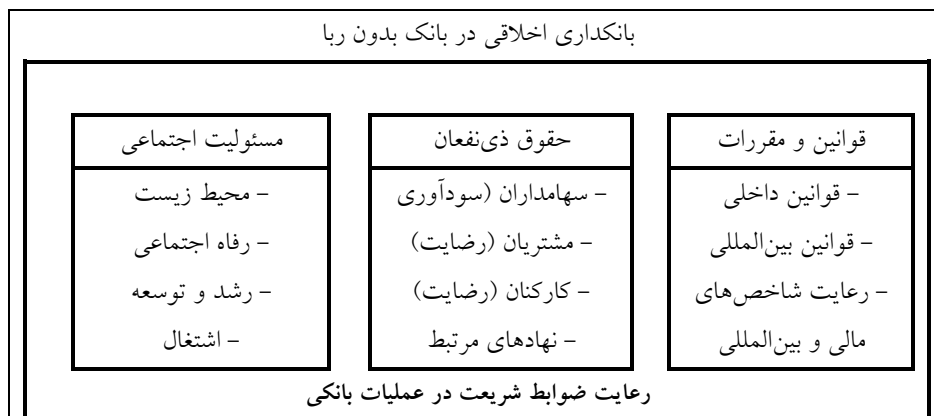 بانکداری اخلاقی در بانک بدون ربا
قوانین و مقررات
- قوانین داخلی
- قوانین بین‌المللی
- رعایت شاخص‌های
مالی و بین‌المللی
حقوق ذی‌نفعان
- سهامداران (سودآوری
- مشتریان (رضایت)
- کارکنان (رضایت)
- نهادهای مرتبط
مسئولیت اجتماعی
- محیط زیست
- رفاه اجتماعی
- رشد و توسعه
- اشتغال
رعایت ضوابط شریعت در عملیات بانکی